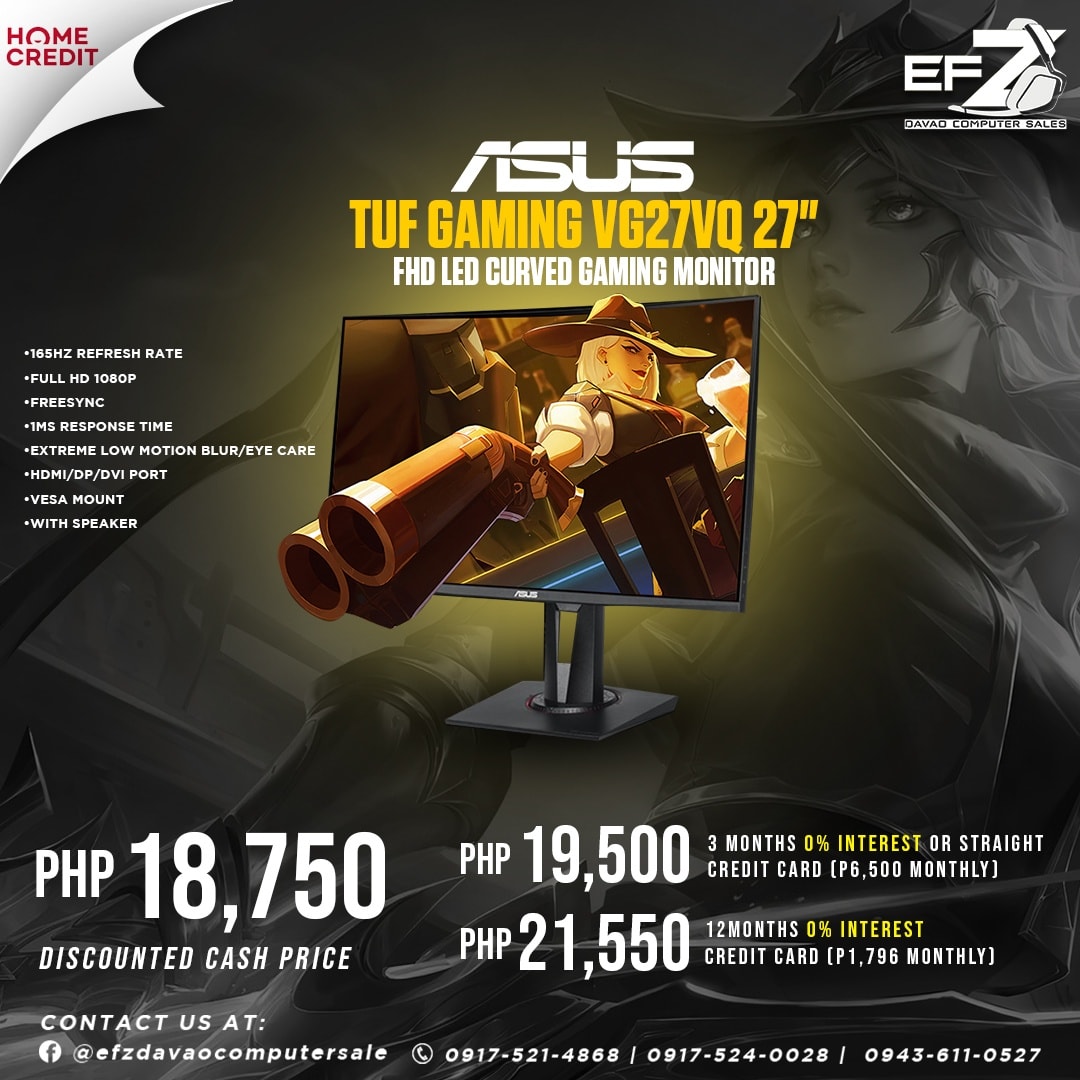 HOME
CREDIT
EFZ
DAVAO COMPUTER SALES
ASUS
TUF GAMING VG27VQ 27"
FHD LED CURVED GAMING MONITOR
•165HZ REFRESH RATE
•FULL HD 1080P
•FREESYNC
•1MS RESPONSE TIME
•EXTREME LOW MOTION BLUR/EYE CARE
•HDMI/DP/DVI PORT
•VESA MOUNT
•WITH SPEAKER
ASUS
PHP 18,750
DISCOUNTED CASH PRICE
PHP 19,500
3 MONTHS 0% INTEREST OR STRAIGHT
CREDIT CARD (P6,500 MONTHLY)
PHP 21,550
12MONTHS 0% INTEREST
CREDIT CARD (P1,796 MONTHLY)
CONTACT US AT:
@efzdavaocomputersale 0917-521-4868 | 0917-524-0028 | 0943-611-0527